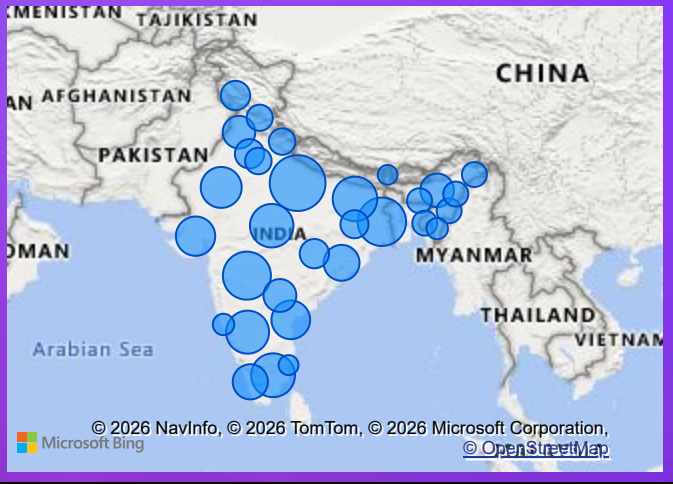 KMENISTAN
TAJIKISTAN
CHINA
AN
AFGHANISTAN
PAKISTAN
INDIA
OMAN
MYANMAR
THAILAND
VIETNAM
Arabian Sea
© 2026 NavInfo, © 2026 TomTom, © 2026 Microsoft Corporation,
Microsoft Bing
© OpenStreetMap